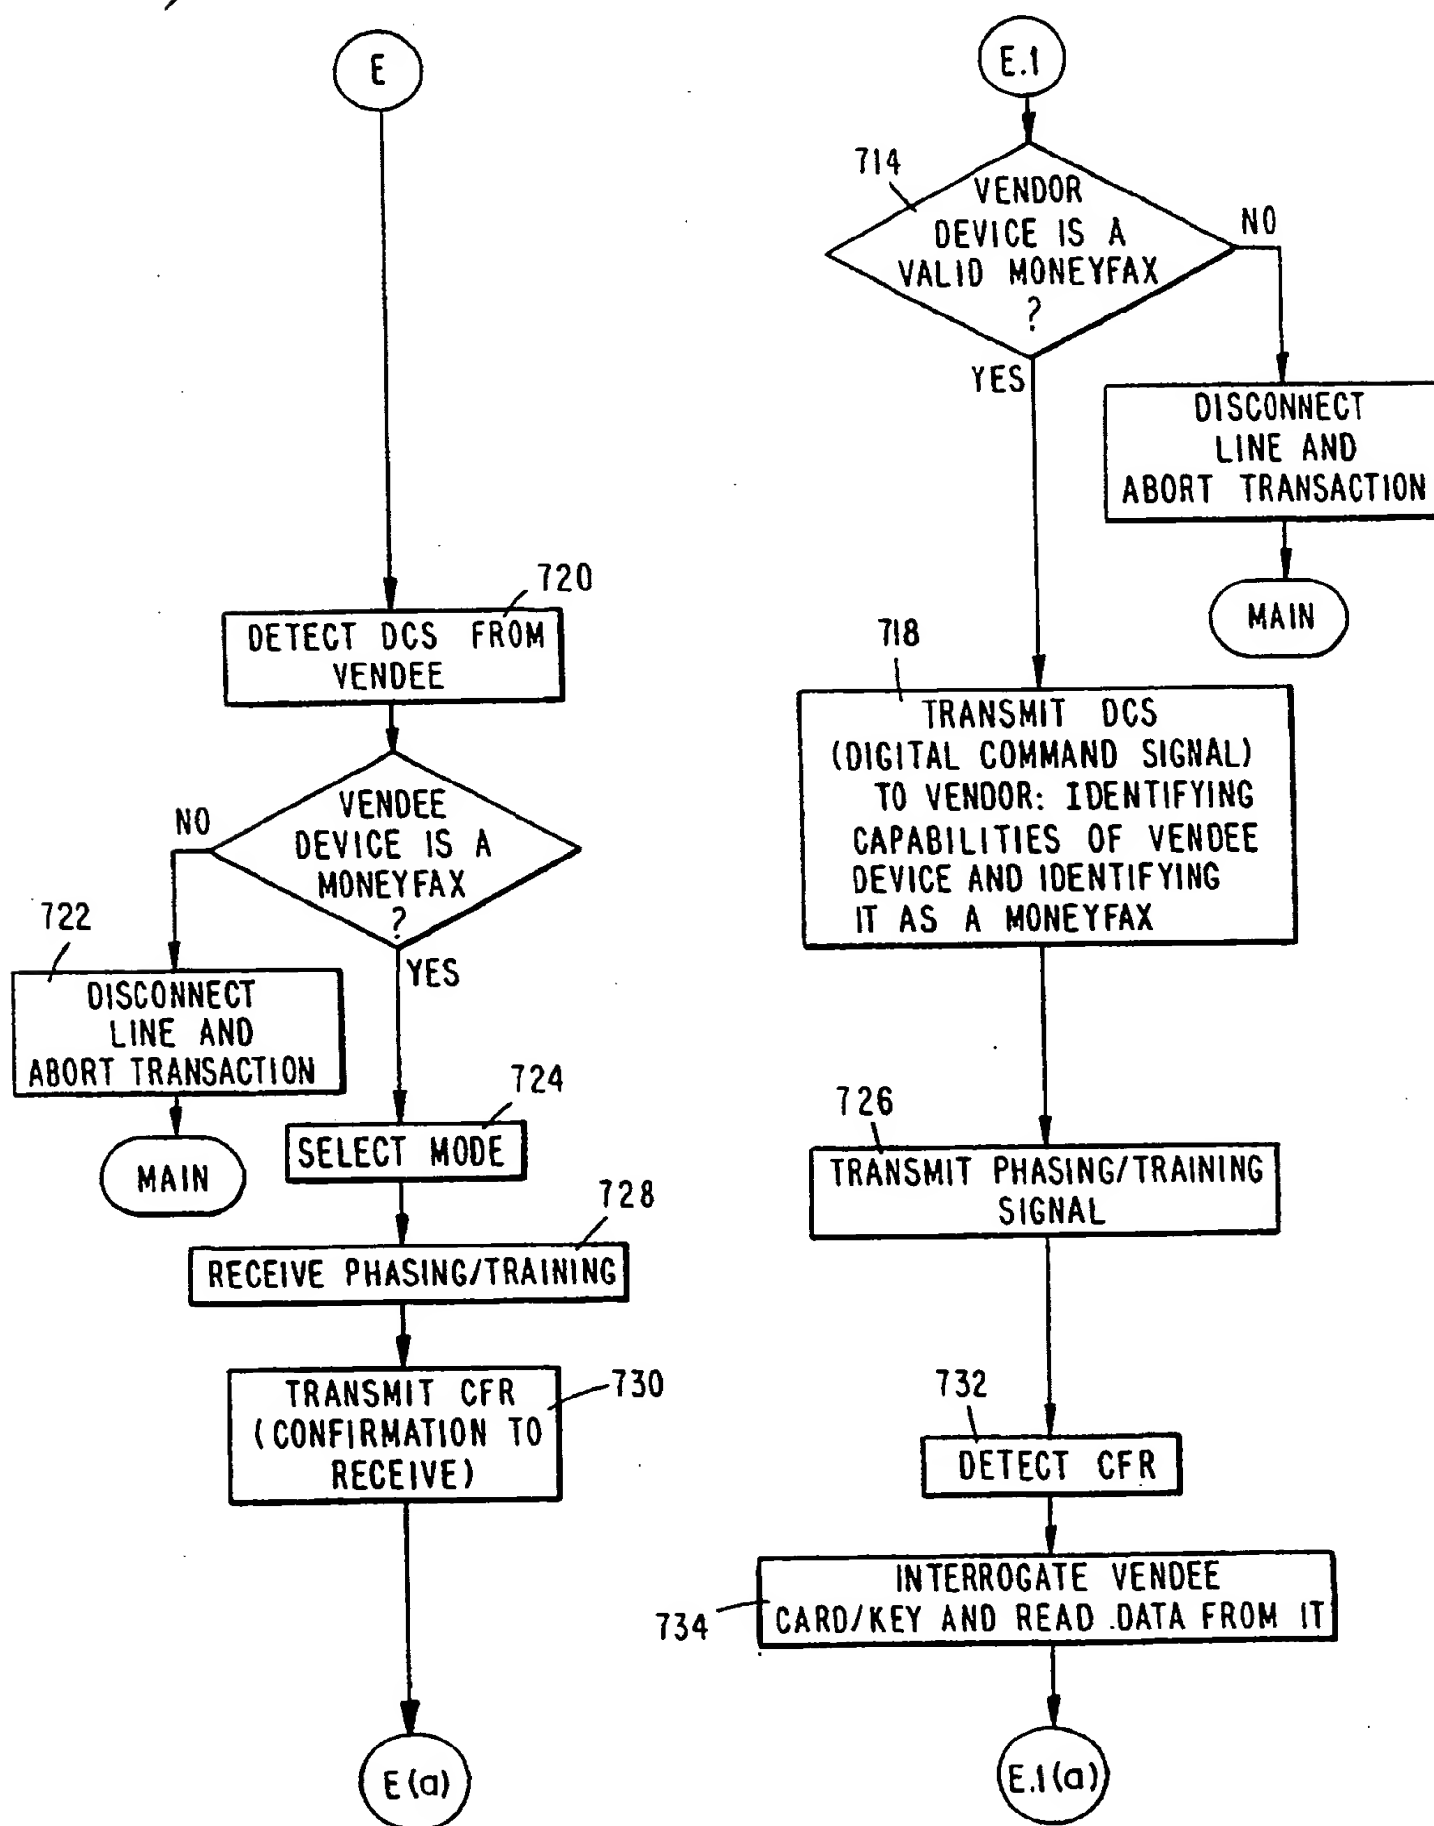 E
720
DETECT DCS FROM
VENDEE
VENDEE
DEVICE IS A
MONEYFAX
?
NO
YES
722
DISCONNECT
LINE AND
ABORT TRANSACTION
MAIN
724
SELECT MODE
728
RECEIVE PHASING/TRAINING
730
TRANSMIT CFR
(CONFIRMATION TO
RECEIVE)
E(a)
E.1
714
VENDOR
DEVICE IS A
VALID MONEYFAX
?
NO
YES
DISCONNECT
LINE AND
ABORT TRANSACTION
MAIN
718
TRANSMIT DCS
(DIGITAL COMMAND SIGNAL)
TO VENDOR: IDENTIFYING
CAPABILITIES OF VENDEE
DEVICE AND IDENTIFYING
IT AS A MONEYFAX
726
TRANSMIT PHASING/TRAINING
SIGNAL
732
DETECT CFR
734
INTERROGATE VENDEE
CARD/KEY AND READ DATA FROM IT
E.1(a)